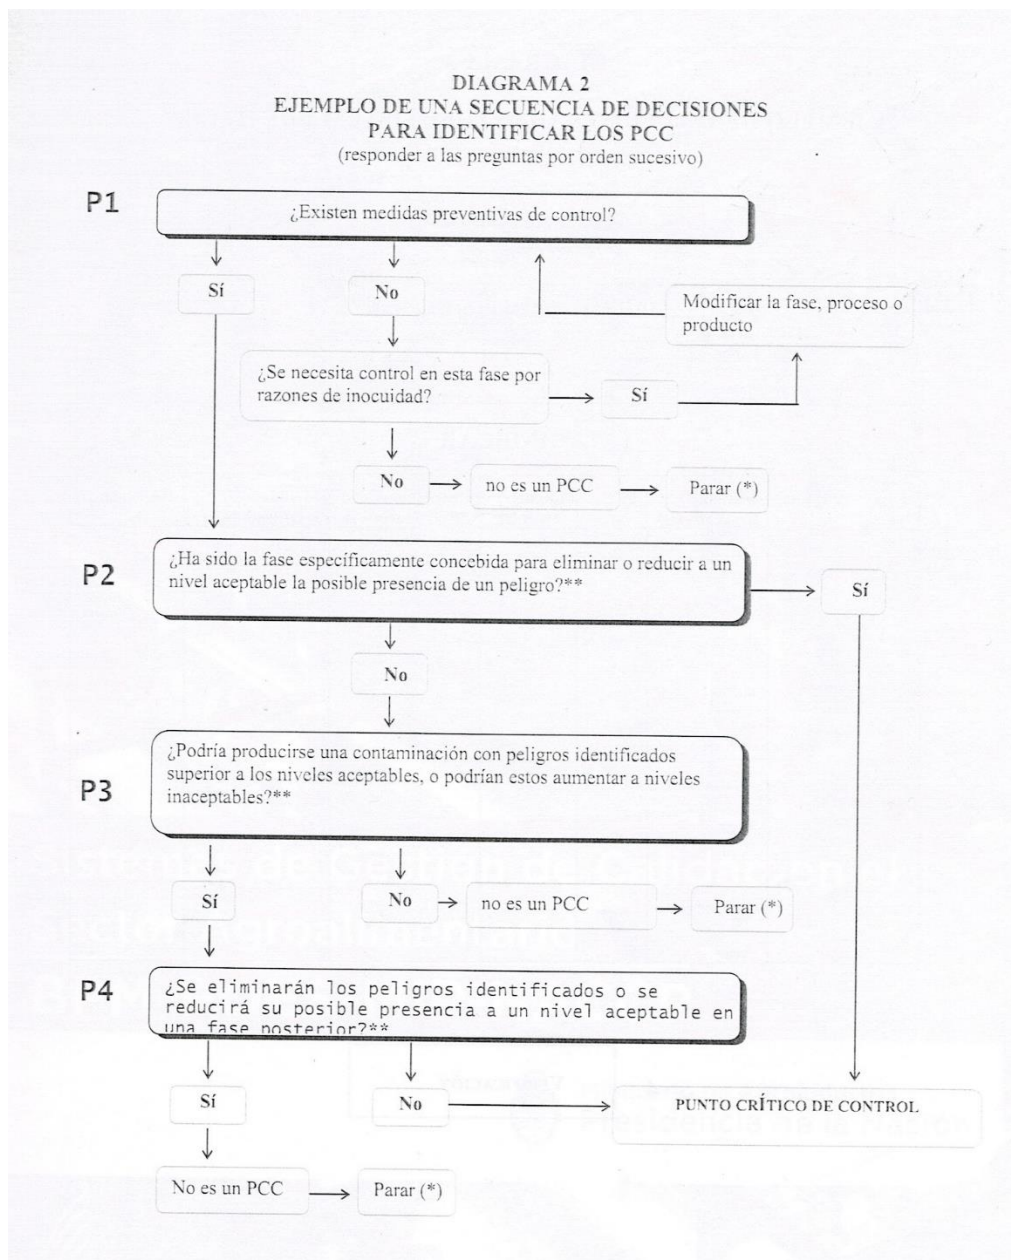 DIAGRAMA 2
EJEMPLO DE UNA SECUENCIA DE DECISIONES
PARA IDENTIFICAR LOS PCC
(responder a las preguntas por orden sucesivo)
P1
¿Existen medidas preventivas de control?
Sí
No
Modificar la fase, proceso o
producto
¿Se necesita control en esta fase por
razones de inocuidad?
Sí
No
no es un PCC
Parar (*)
P2
¿Ha sido la fase específicamente concebida para eliminar o reducir a un
nivel aceptable la posible presencia de un peligro?**
Sí
No
P3
¿Podría producirse una contaminación con peligros identificados
superior a los niveles aceptables, o podrían estos aumentar a niveles
inaceptables?**
Sí
No
no es un PCC
Parar (*)
P4
¿Se eliminarán los peligros identificados o se
reducirá su posible presencia a un nivel aceptable en
una fase posterior?**
Sí
No
PUNTO CRÍTICO DE CONTROL
No es un PCC
Parar (*)